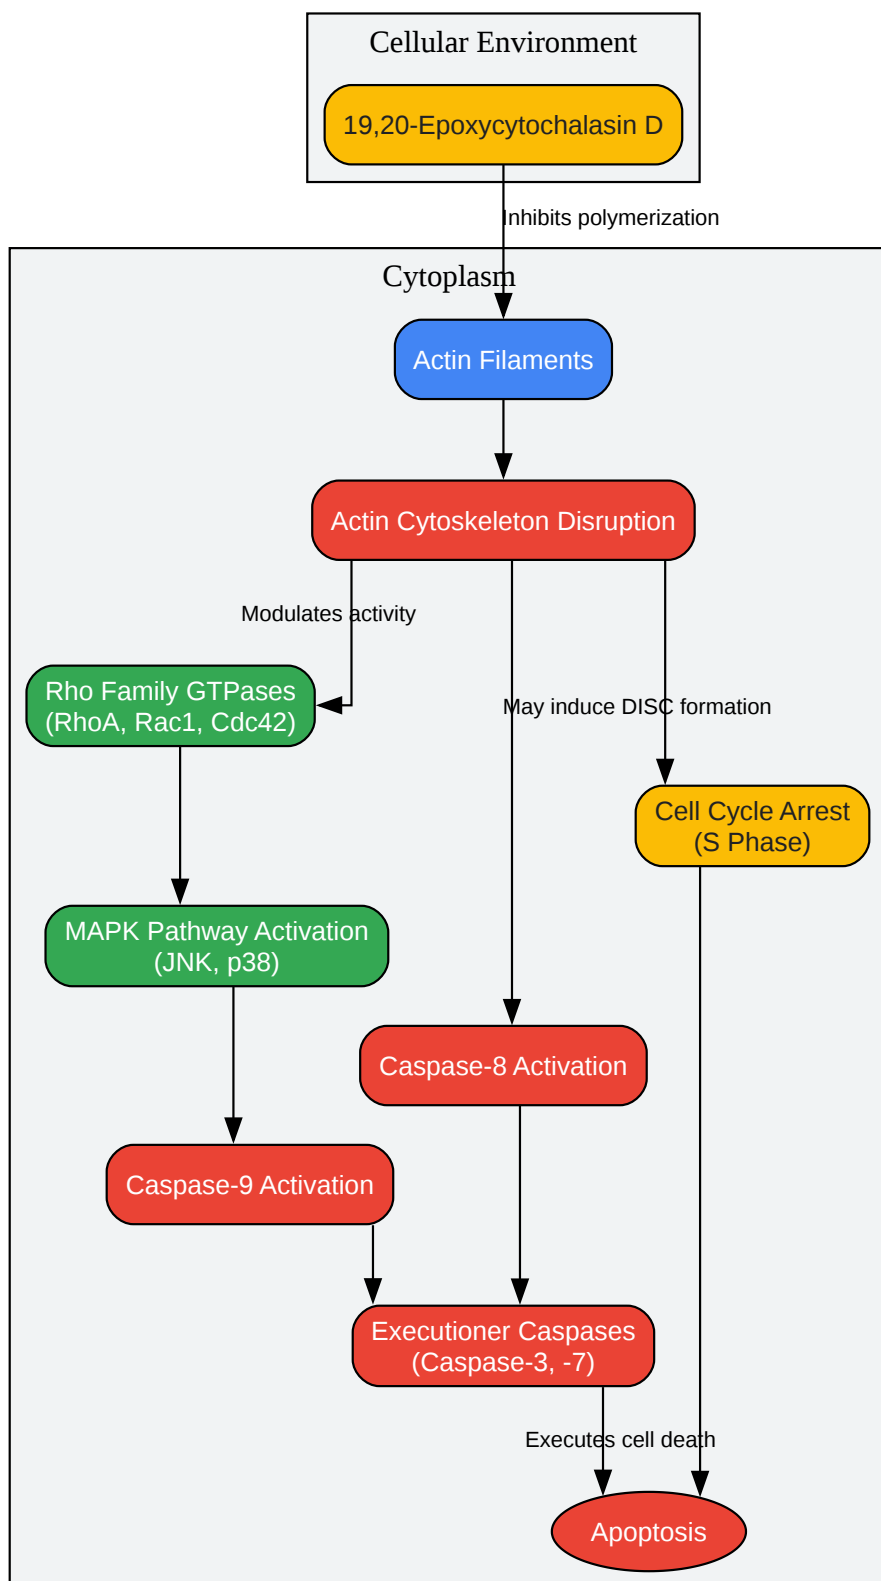 Cellular Environment
19,20-Epoxycytochalasin D
Inhibits polymerization
Cytoplasm
Actin Filaments
Actin Cytoskeleton Disruption
Modulates activity
Rho Family GTPases
(RhoA, Rac1, Cdc42)
May induce DISC formation
Cell Cycle Arrest
(S Phase)
MAPK Pathway Activation
(JNK, p38)
Caspase-8 Activation
Caspase-9 Activation
Executioner Caspases
(Caspase-3, -7)
Executes cell death
Apoptosis